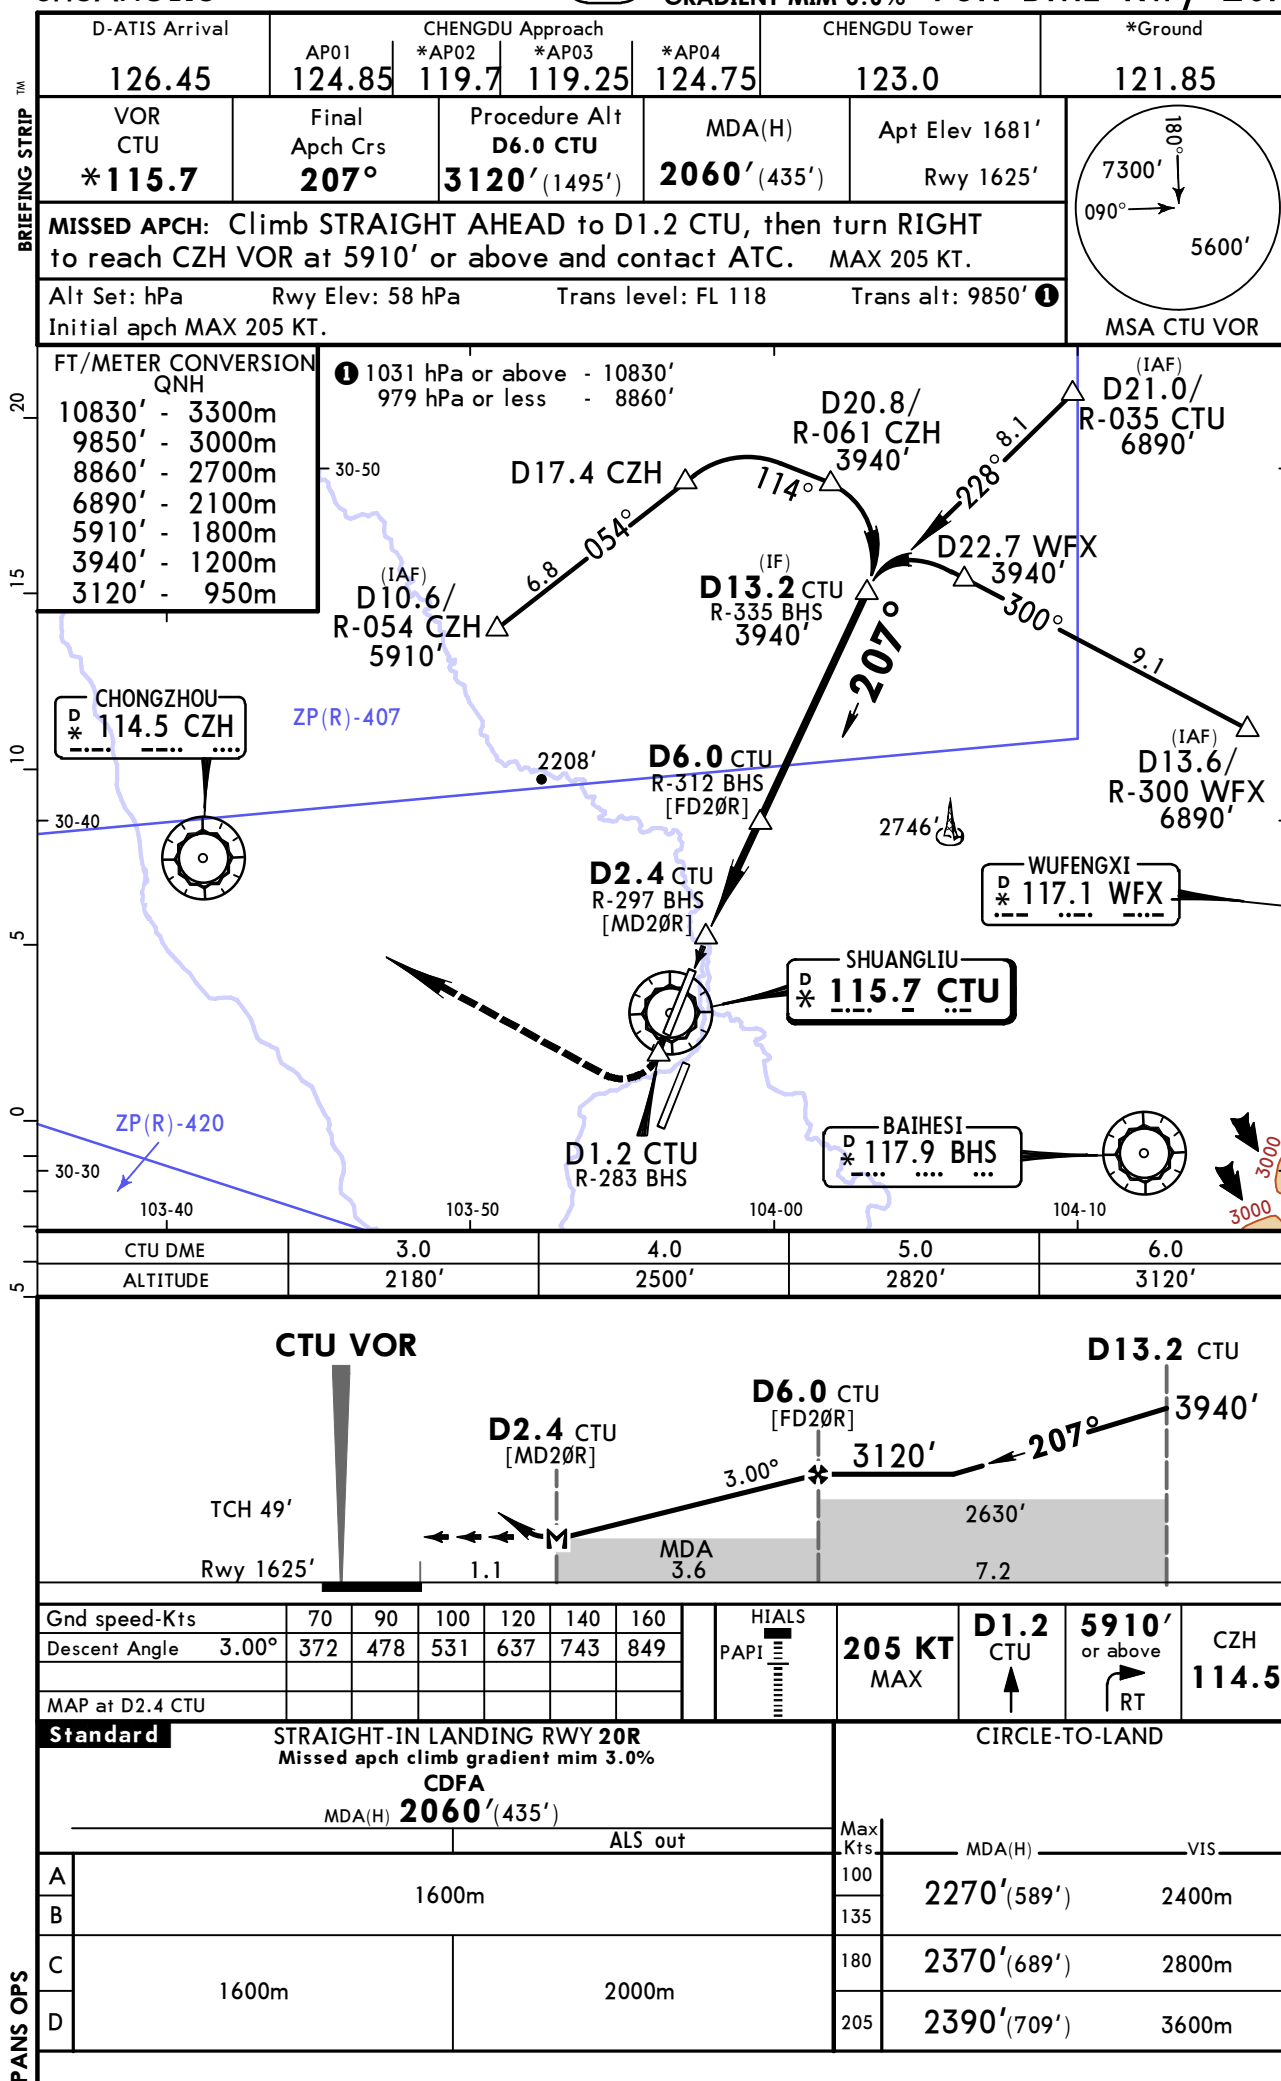 D-ATIS Arrival
126.45
CHENGDU Approach
AP01 *AP02 *AP03 *AP04
124.85 119.7 119.25 124.75
CHENGDU Tower
123.0
*Ground
121.85
BRIEFING STRIP TM
VOR
CTU
*115.7
Final
Apch Crs
207°
Procedure Alt
D6.0 CTU
3120' (1495')
MDA(H)
2060' (435')
Apt Elev 1681'
Rwy 1625'
MISSED APCH: Climb STRAIGHT AHEAD to D1.2 CTU, then turn RIGHT
to reach CZH VOR at 5910' or above and contact ATC. MAX 205 KT.
Alt Set: hPa Rwy Elev: 58 hPa Trans level: FL 118 Trans alt: 9850' 1
Initial apch MAX 205 KT.
180°
7300'
090°
5600'
MSA CTU VOR
FT/METER CONVERSION
QNH
10830' - 3300m
9850' - 3000m
8860' - 2700m
6890' - 2100m
5910' - 1800m
3940' - 1200m
3120' - 950m
1 1031 hPa or above - 10830'
979 hPa or less - 8860'
20
15
10
5
0
5
30-50
30-40
30-30
103-40
103-50
104-00
104-10
(IAF)
D21.0/
R-035 CTU
6890'
8.1
228°
D20.8/
R-061 CZH
3940'
D17.4 CZH
114°
054°
6.8
(IAF)
D10.6/
R-054 CZH
5910'
(IF)
D13.2 CTU
R-335 BHS
3940'
D22.7 WFX
3940'
300°
9.1
207°
(IAF)
D13.6/
R-300 WFX
6890'
CHONGZHOU
D
* 114.5 CZH
ZP(R)-407
2208'
D6.0 CTU
R-312 BHS
[FD20R]
2746'
D2.4 CTU
R-297 BHS
[MD20R]
WUFENGXI
D
* 117.1 WFX
SHUANGLIU
D
* 115.7 CTU
ZP(R)-420
D1.2 CTU
R-283 BHS
BAIHESI
D
* 117.9 BHS
3000
3000
CTU DME 3.0 4.0 5.0 6.0
ALTITUDE 2180' 2500' 2820' 3120'
CTU VOR
D13.2 CTU
3940'
D6.0 CTU
[FD20R]
D2.4 CTU
[MD20R]
3120'
207°
3.00°
TCH 49'
2630'
MDA
Rwy 1625'
1.1 3.6 7.2
Gnd speed-Kts 70 90 100 120 140 160
Descent Angle 3.00° 372 478 531 637 743 849
MAP at D2.4 CTU
HIALS
PAPI
205 KT
MAX
D1.2
CTU
5910'
or above
RT
CZH
114.5
Standard
STRAIGHT-IN LANDING RWY 20R
Missed apch climb gradient mim 3.0%
CDFA
MDA(H) 2060' (435')
ALS out
A
B
1600m
C
D
1600m 2000m
CIRCLE-TO-LAND
Max
Kts
MDA(H) VIS
100
135
2270' (589') 2400m
180 2370' (689') 2800m
205 2390' (709') 3600m
PANS OPS